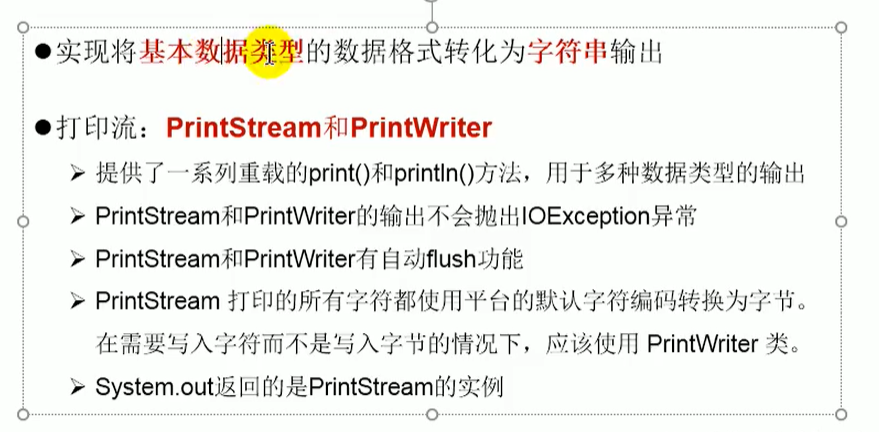 ●实现将基本数据类型的数据格式转化为字符串输出
●打印流：PrintStream和PrintWriter
➢ 提供了一系列重载的print()和println()方法，用于多种数据类型的输出
➢ PrintStream和PrintWriter的输出不会抛出IOException异常
➢ PrintStream和PrintWriter有自动flush功能
➢ PrintStream 打印的所有字符都使用平台的默认字符编码转换为字节。
在需要写入字符而不是写入字节的情况下，应该使用 PrintWriter 类。
➢ System.out返回的是PrintStream的实例